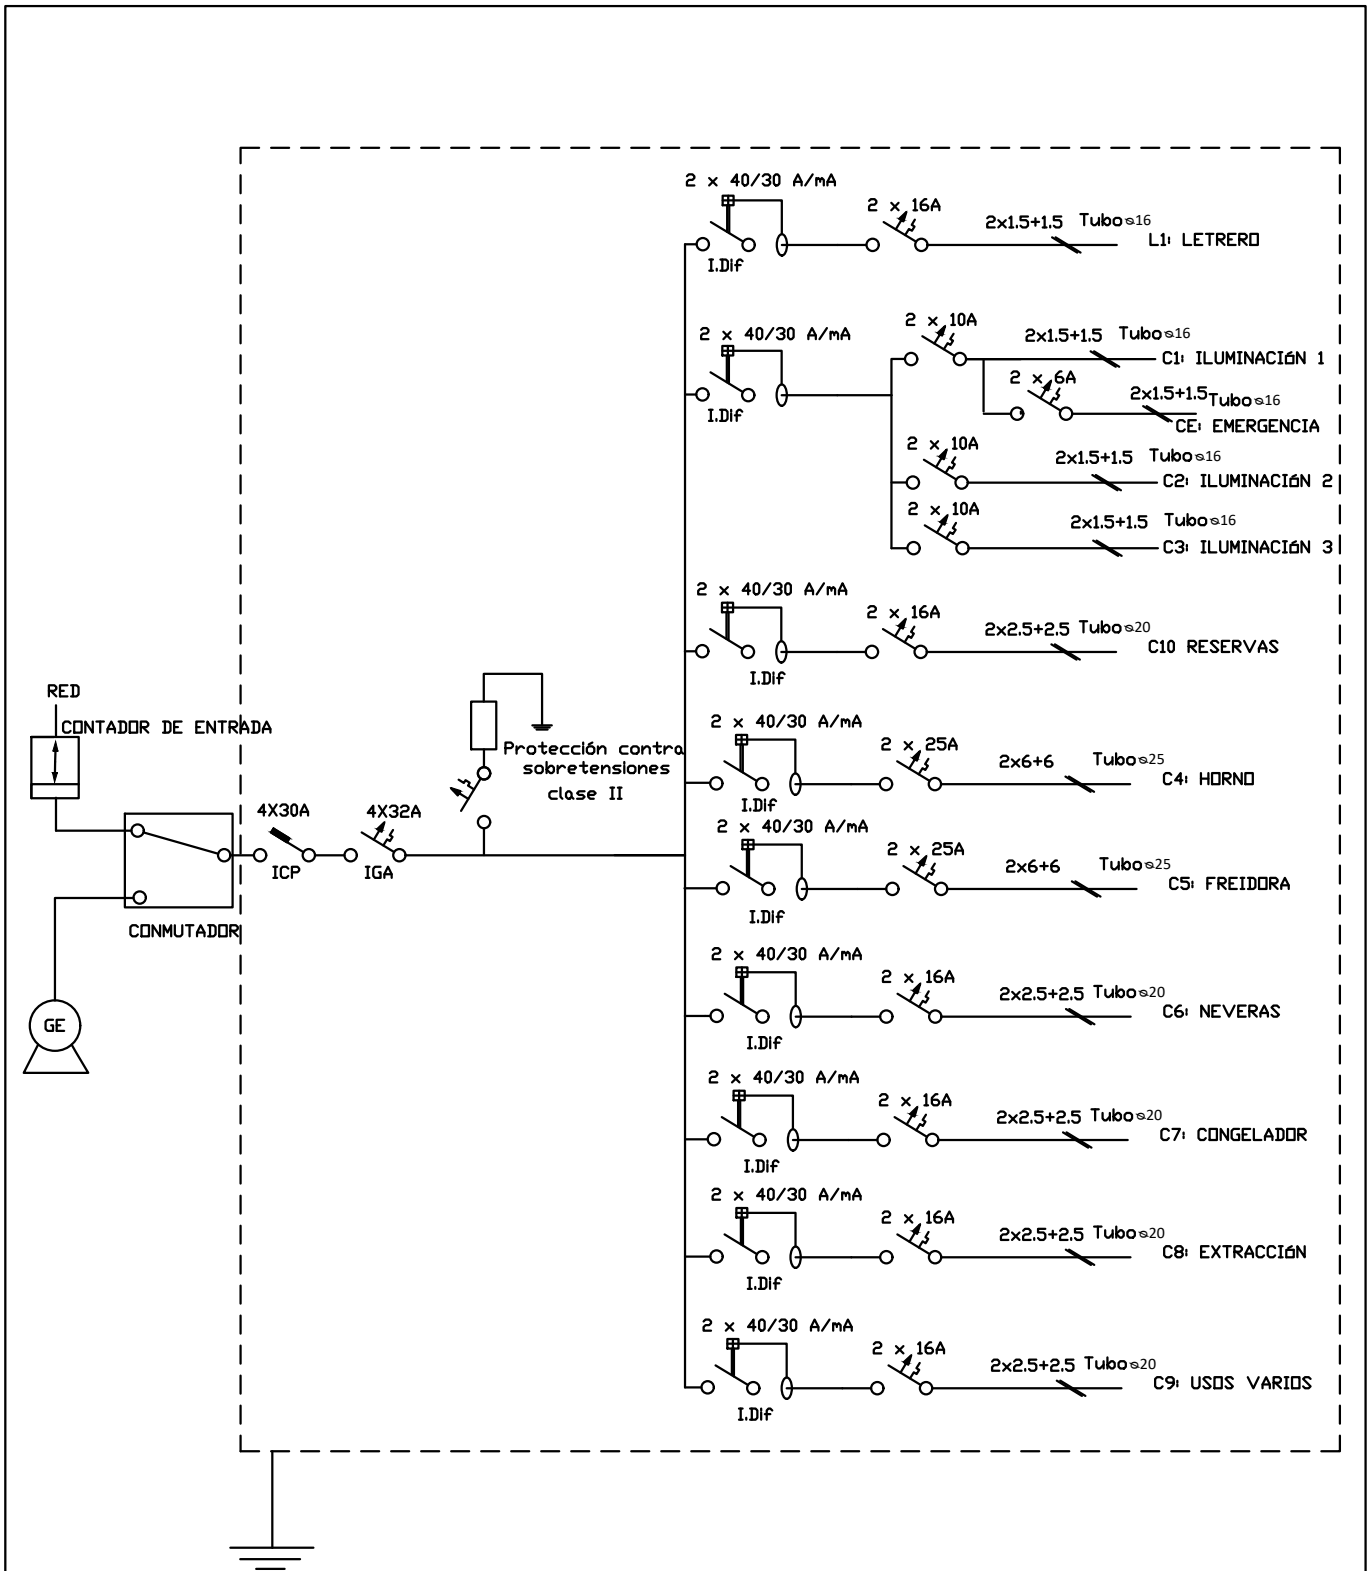 2 x 40/30 A/mA
2 x 16A
2x1.5+1.5 Tubo⌀16
L1: LETRERO
I.Dif
2 x 40/30 A/mA
2 x 10A
2x1.5+1.5 Tubo⌀16
C1: ILUMINACIóN 1
I.Dif
2 x 6A
2x1.5+1.5 Tubo⌀16
CE: EMERGENCIA
2 x 10A
2x1.5+1.5 Tubo⌀16
C2: ILUMINACIóN 2
2 x 10A
2x1.5+1.5 Tubo⌀16
C3: ILUMINACIóN 3
2 x 40/30 A/mA
2 x 16A
2x2.5+2.5 Tubo⌀20
C10 RESERVAS
I.Dif
RED
CONTADOR DE ENTRADA
Protección contra
sobretensiones
clase II
2 x 40/30 A/mA
2 x 25A
2x6+6 Tubo⌀25
C4: HORNO
I.Dif
4X30A
ICP
4X32A
IGA
CONMUTADOR
GE
2 x 40/30 A/mA
2 x 25A
2x6+6 Tubo⌀25
C5: FREIDORA
I.Dif
2 x 40/30 A/mA
2 x 16A
2x2.5+2.5 Tubo⌀20
C6: NEVERAS
I.Dif
2 x 40/30 A/mA
2 x 16A
2x2.5+2.5 Tubo⌀20
C7: CONGELADOR
I.Dif
2 x 40/30 A/mA
2 x 16A
2x2.5+2.5 Tubo⌀20
C8: EXTRACCIóN
I.Dif
2 x 40/30 A/mA
2 x 16A
2x2.5+2.5 Tubo⌀20
C9: USOS VARIOS
I.Dif